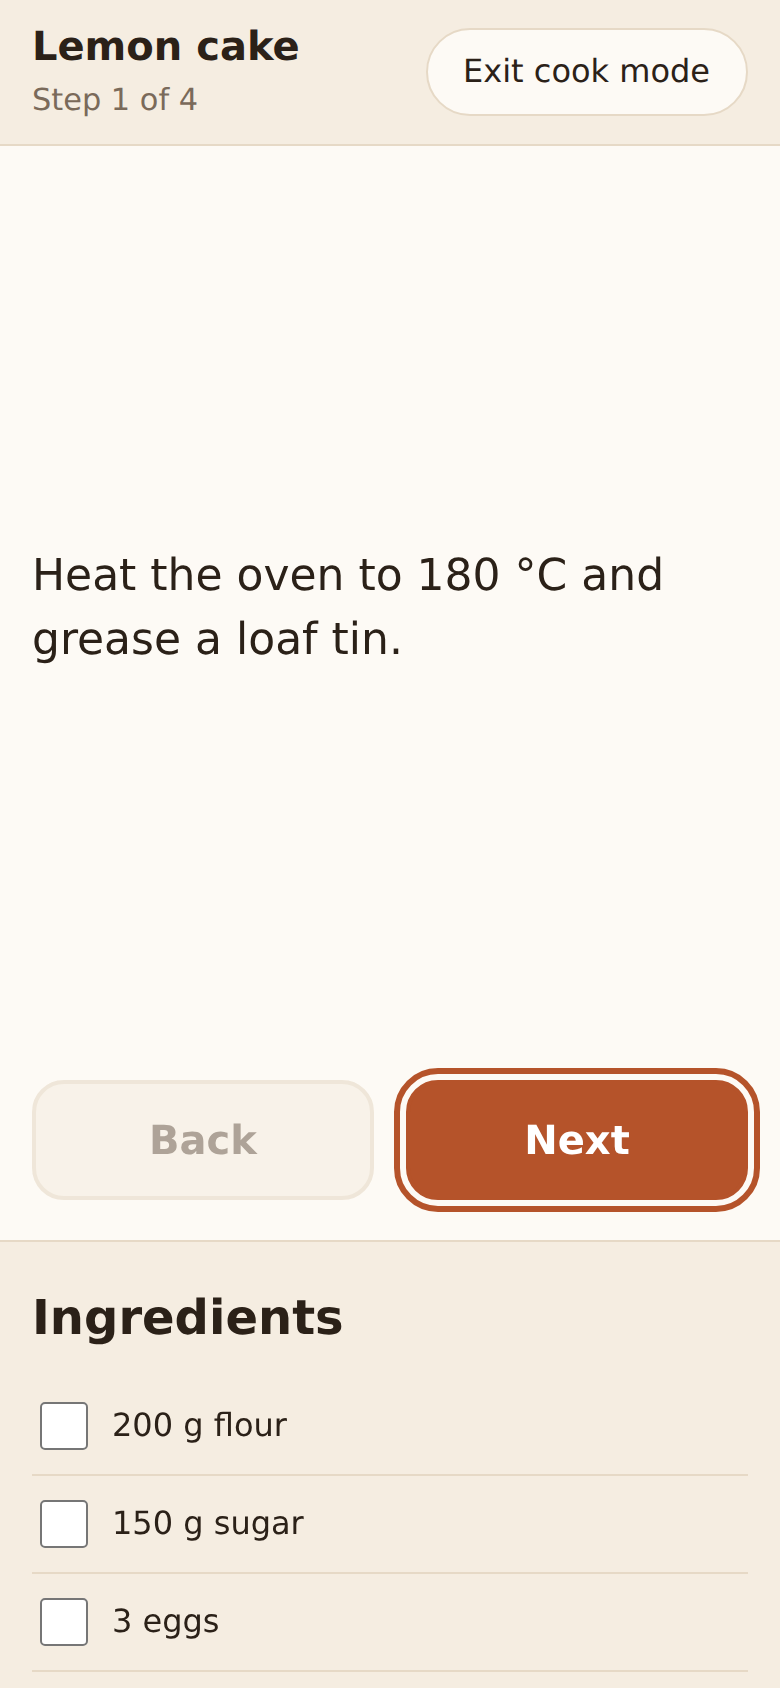 Lemon cake
Step 1 of 4
Exit cook mode
Heat the oven to 180 °C and
grease a loaf tin.
Back
Next
Ingredients
200 g flour
150 g sugar
3 eggs